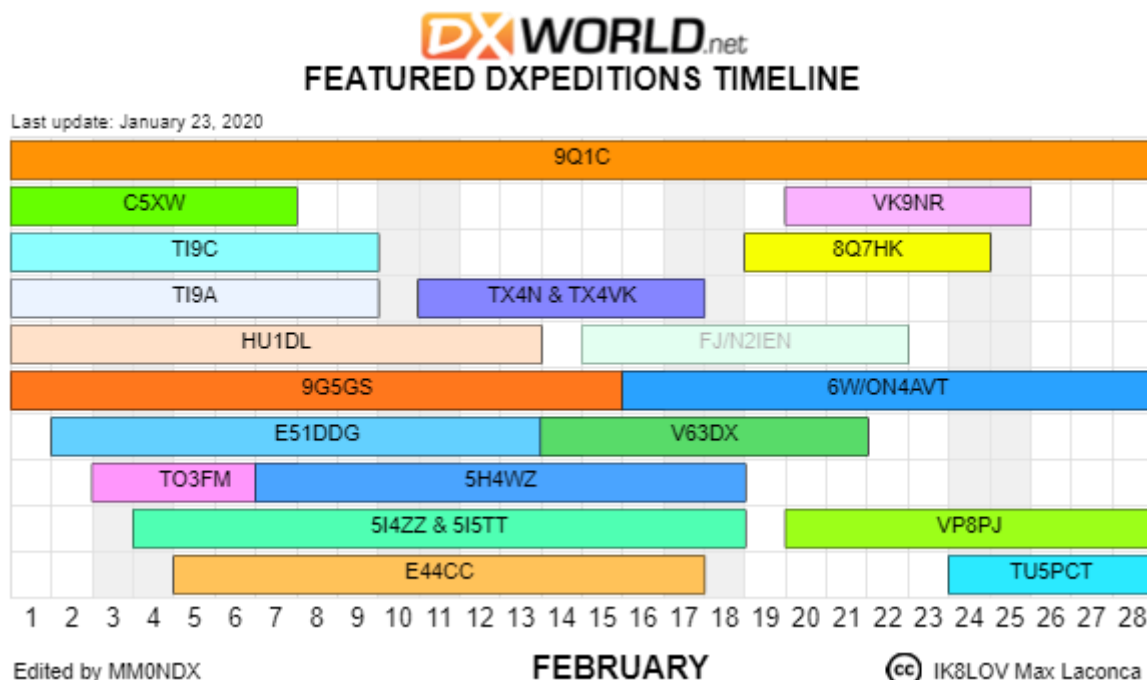 DX WORLD.net
FEATURED DXPEDITIONS TIMELINE
Last update: January 23, 2020
9Q1C
C5XW VK9NR
TI9C 8Q7HK
TI9A TX4N & TX4VK
HU1DL FJ/N2IEN
9G5GS 6W/ON4AVT
E51DDG V63DX
TO3FM 5H4WZ
5I4ZZ & 5I5TT VP8PJ
E44CC TU5PCT
1 2 3 4 5 6 7 8 9 10 11 12 13 14 15 16 17 18 19 20 21 22 23 24 25 26 27 28
Edited by MM0NDX FEBRUARY cc IK8LOV Max Laconca